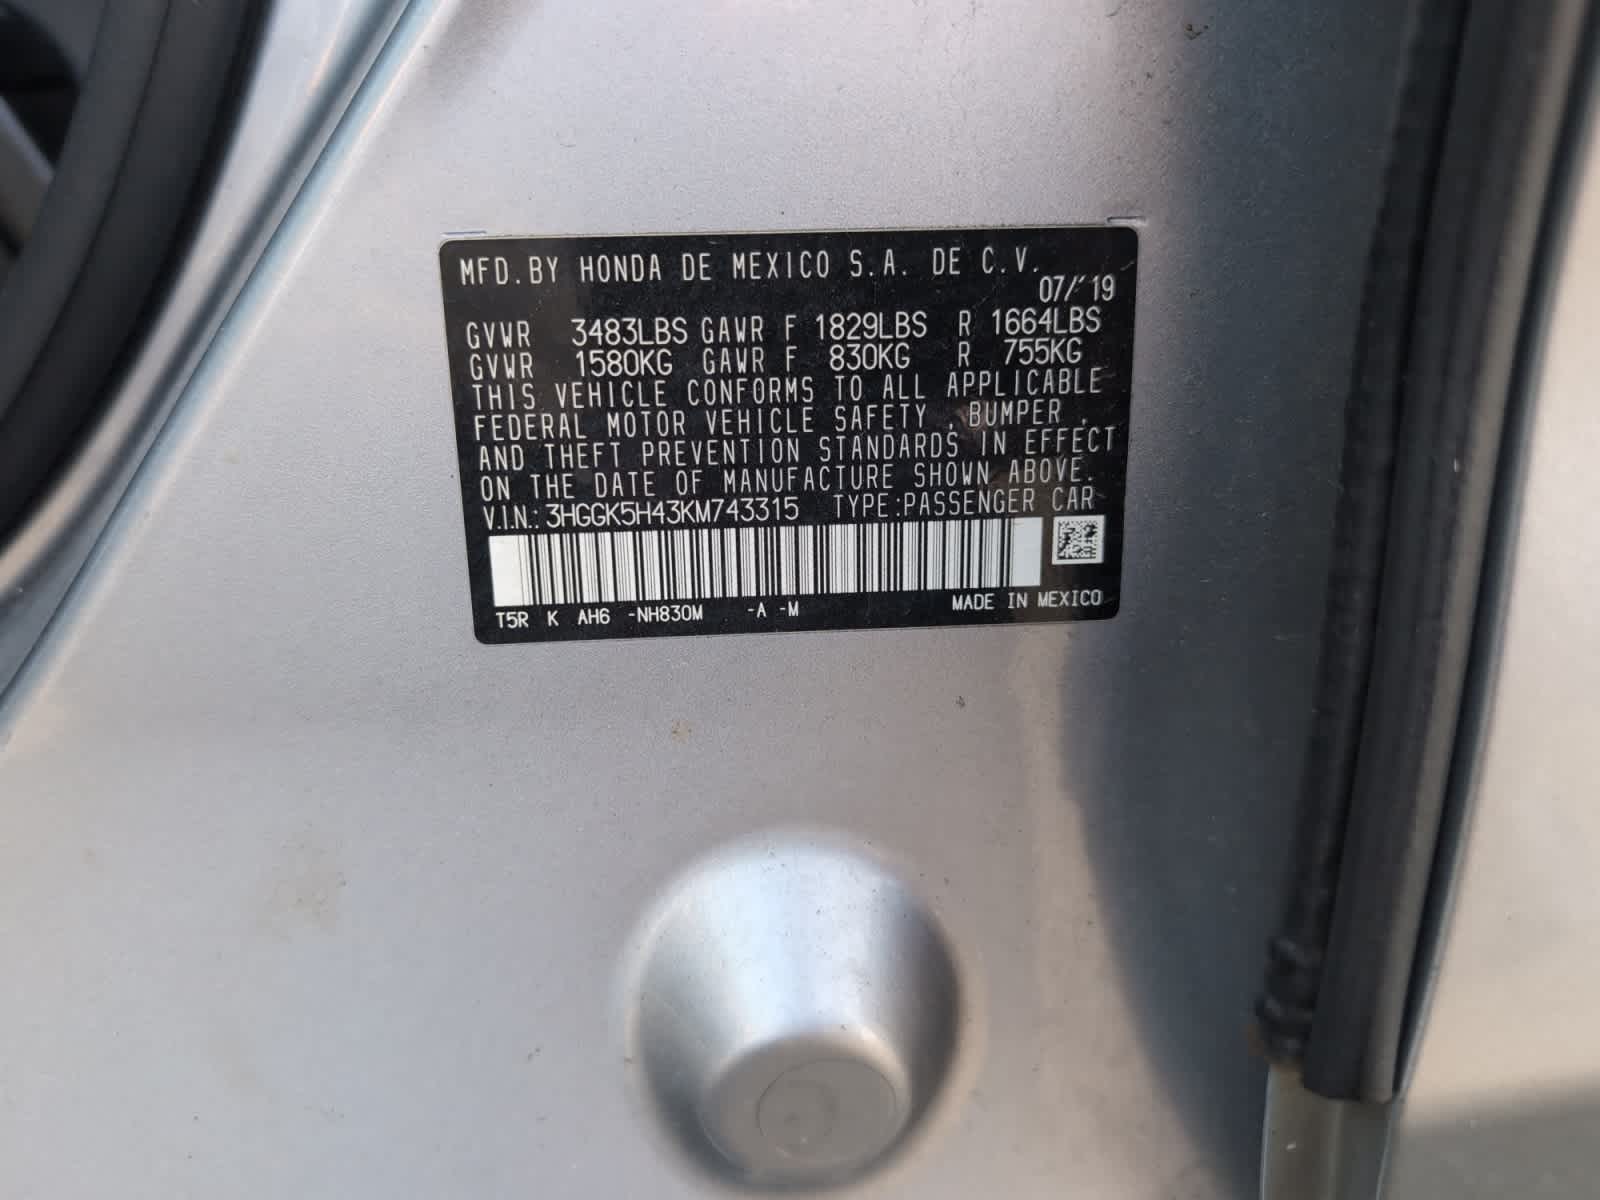 MFD. BY HONDA DE MEXICO S.A. DE C.V.
07/'19
GVWR 3483LBS GAWR F 1829LBS R 1664LBS
GVWR 1580KG GAWR F 830KG R 755KG
THIS VEHICLE CONFORMS TO ALL APPLICABLE
FEDERAL MOTOR VEHICLE SAFETY , BUMPER ,
AND THEFT PREVENTION STANDARDS IN EFFECT
ON THE DATE OF MANUFACTURE SHOWN ABOVE.
V.I.N.: 3HGGK5H43KM743315 TYPE:PASSENGER CAR
T5R K AH6 -NH830M -A -M MADE IN MEXICO